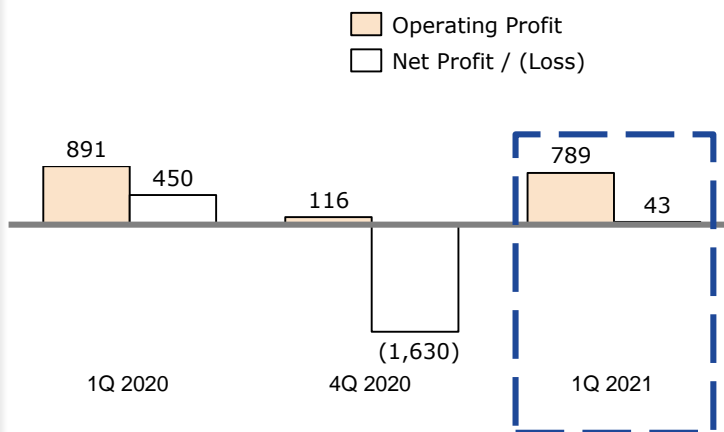 Operating Profit
Net Profit / (Loss)
891
450
116
789
43
(1,630)
1Q 2020
4Q 2020
1Q 2021